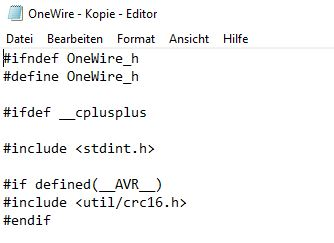 OneWire - Kopie - Editor
Datei Bearbeiten Format Ansicht Hilfe
#ifndef OneWire_h
#define OneWire_h
#ifdef __cplusplus
#include <stdint.h>
#if defined(__AVR__)
#include <util/crc16.h>
#endif